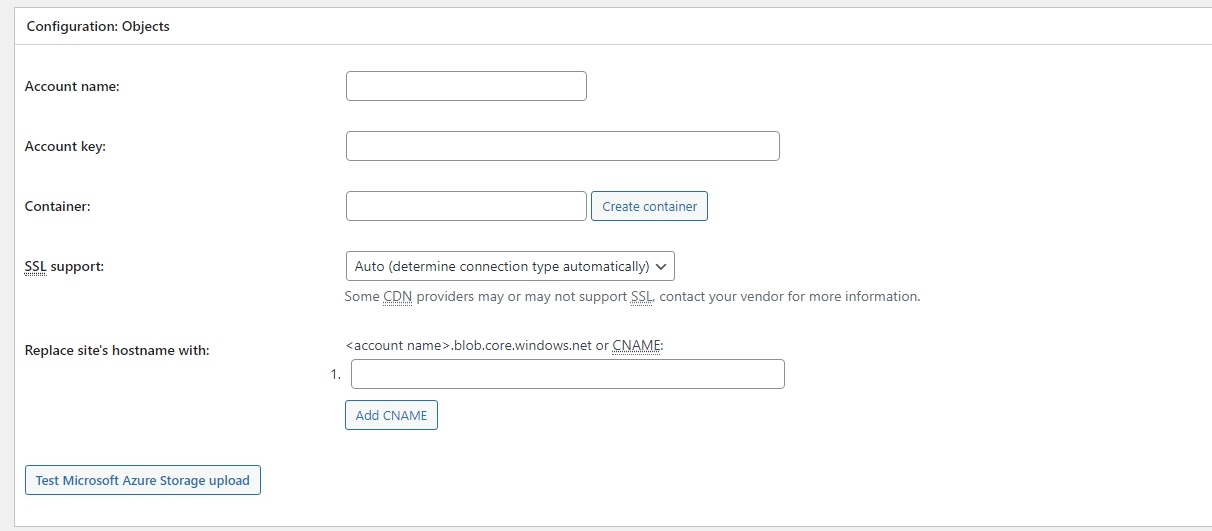 Configuration: Objects
Account name:
Account key:
Container: Create container
SSL support: Auto (determine connection type automatically)
Some CDN providers may or may not support SSL, contact your vendor for more information.
Replace site's hostname with: <account name>.blob.core.windows.net or CNAME:
1.
Add CNAME
Test Microsoft Azure Storage upload